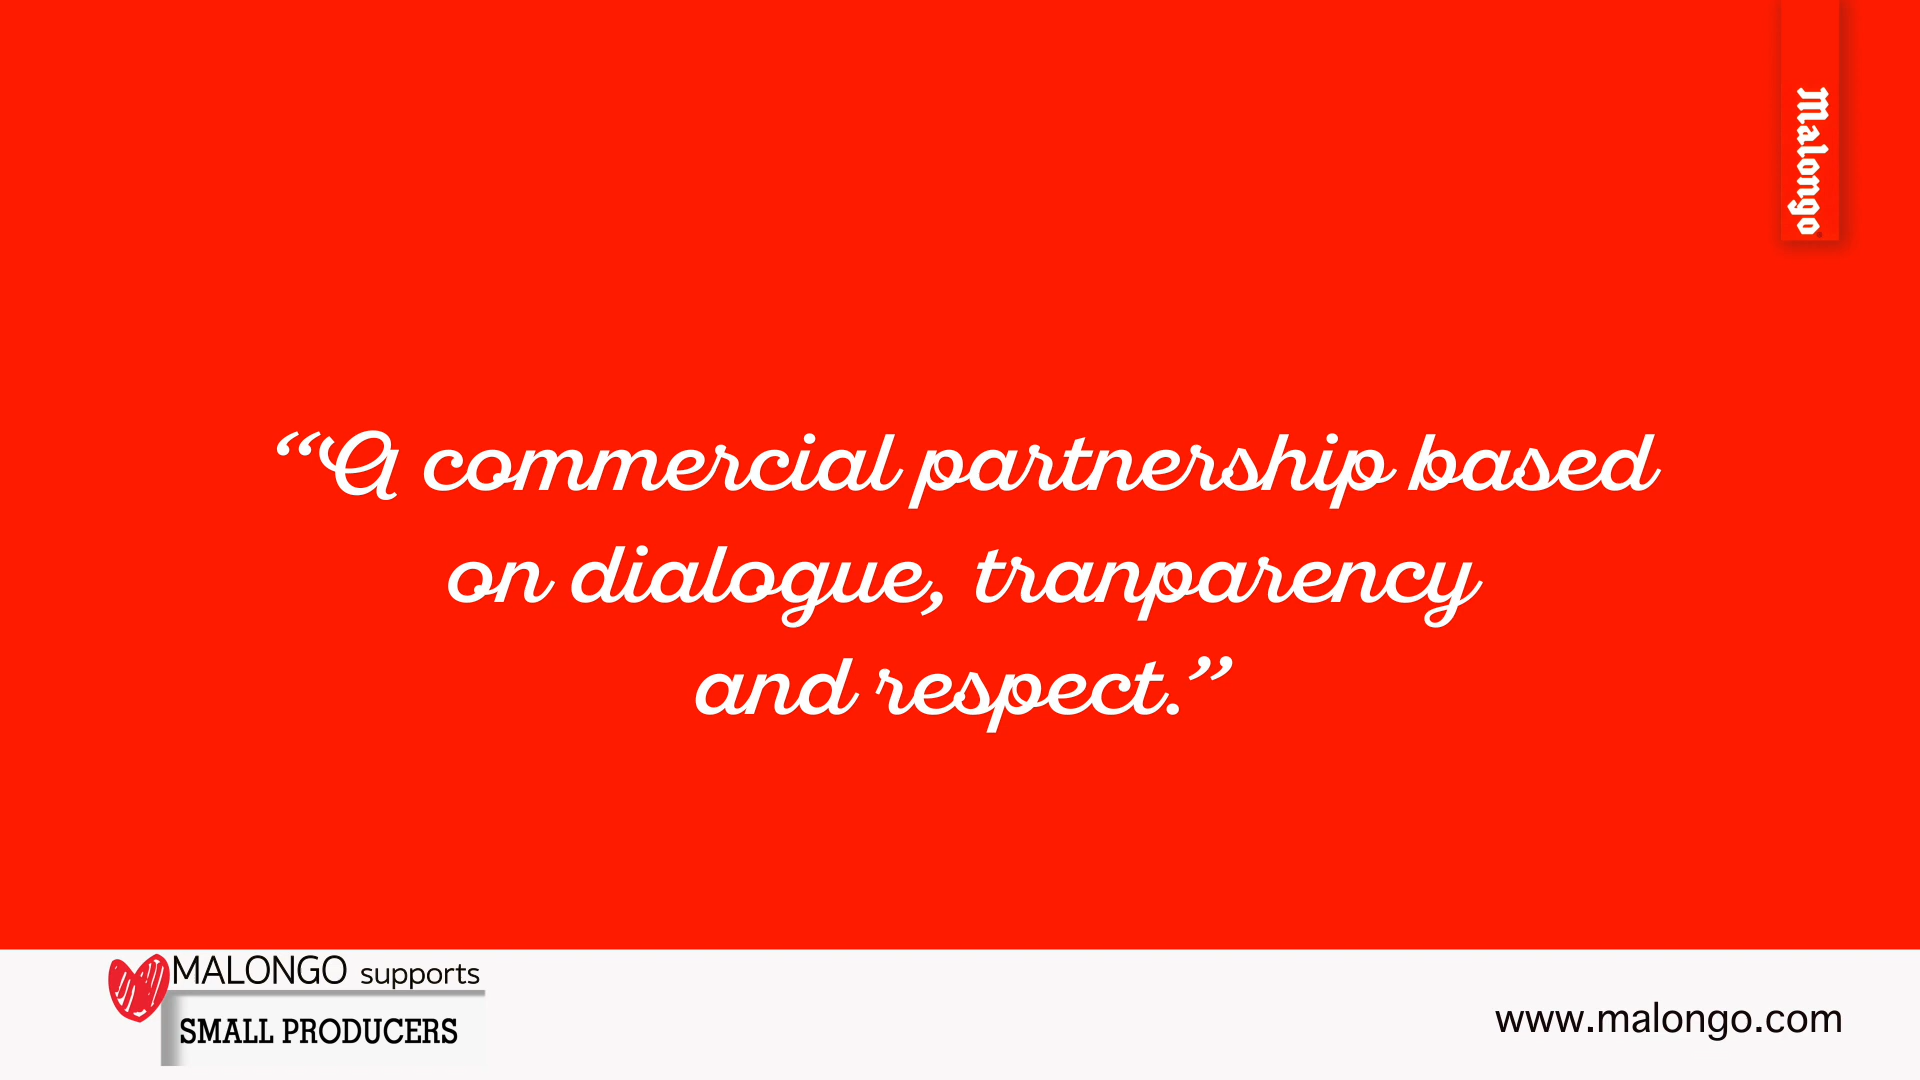 Malongo
“A commercial partnership based
on dialogue, tranparency
and respect.”
MALONGO supports
SMALL PRODUCERS
www.malongo.com